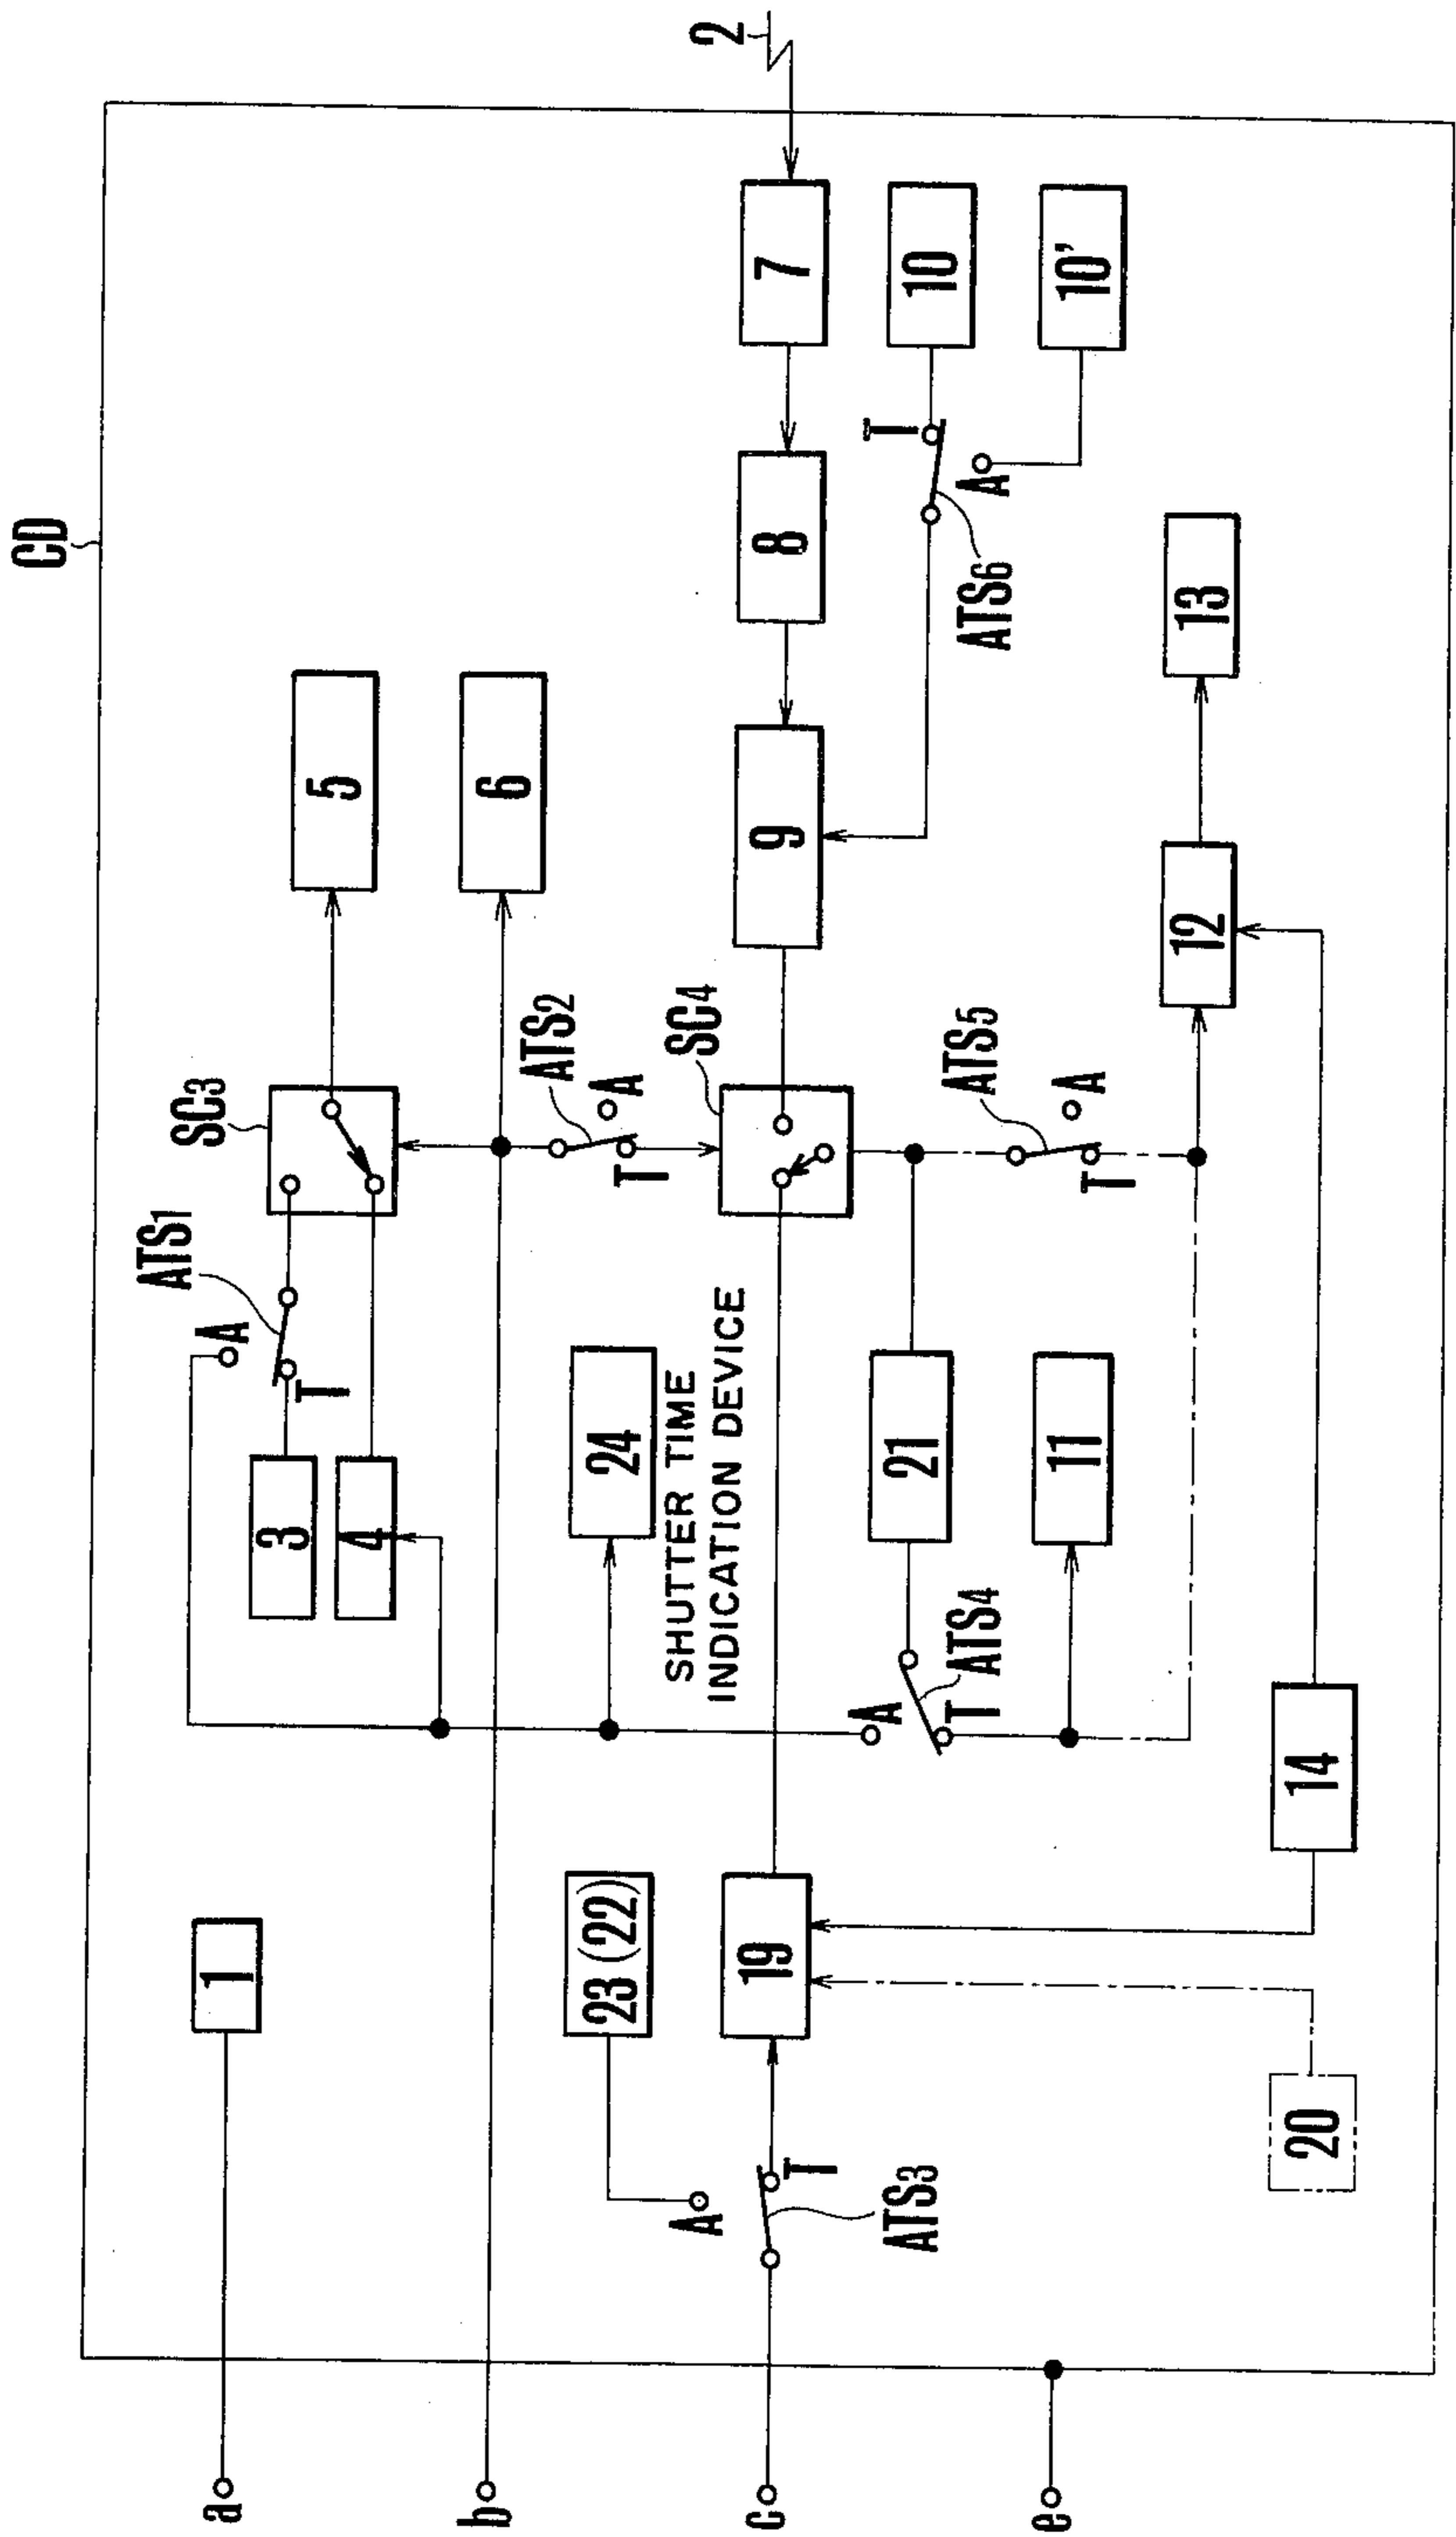 CD
2
a
1
b
c
e
ATS1
A
T
3
4
SC3
5
6
ATS2
A
T
24
SHUTTER TIME
INDICATION DEVICE
SC4
9
8
7
10
10'
T
A
ATS6
23 (22)
19
A
T
ATS3
21
A
T
ATS4
11
ATS5
A
T
12
13
14
20